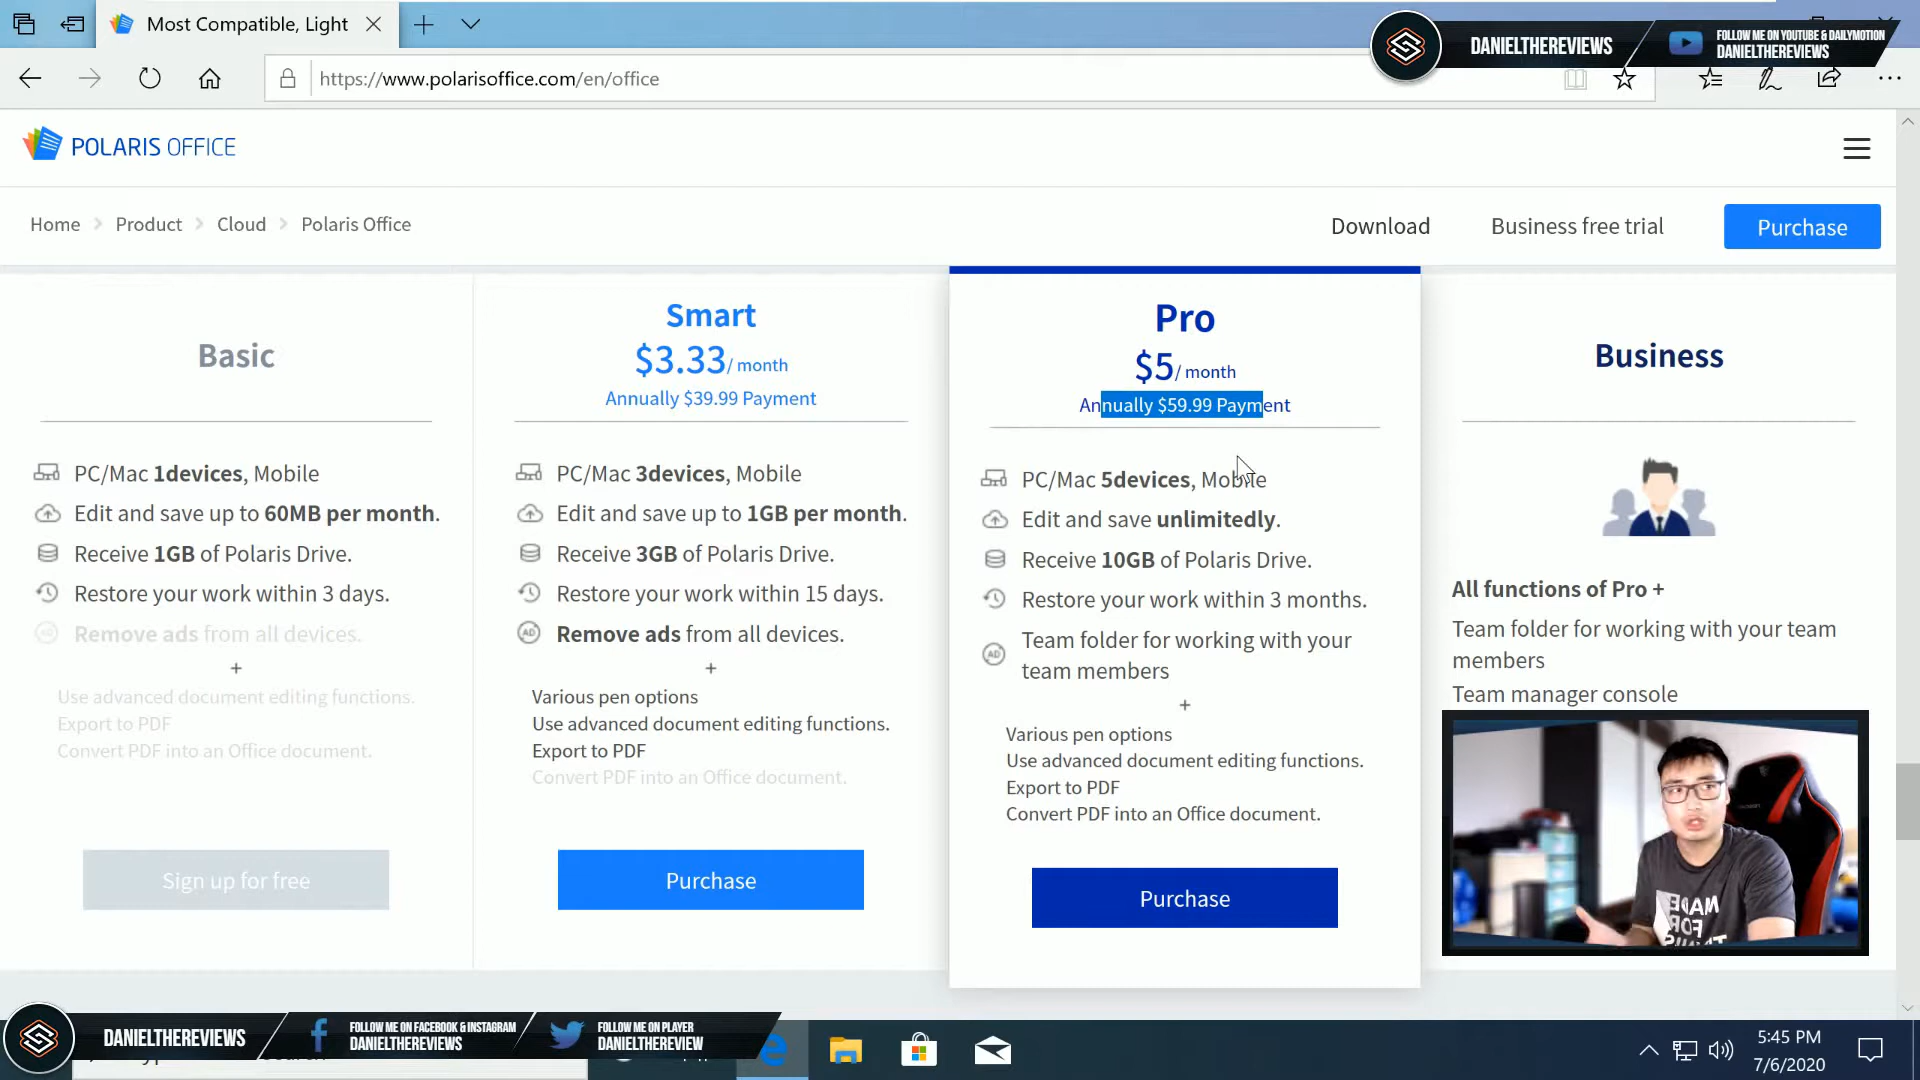 Most Compatible, Light
DANIELTHEREVIEWS
FOLLOW ME ON YOUTUBE & DAILYMOTION
DANIELTHEREVIEWS
https://www.polarisoffice.com/en/office
POLARIS OFFICE
Home
Product
Cloud
Polaris Office
Download
Business free trial
Purchase
Basic
PC/Mac 1devices, Mobile
Edit and save up to 60MB per month.
Receive 1GB of Polaris Drive.
Restore your work within 3 days.
Remove ads from all devices.
+
Use advanced document editing functions.
Export to PDF
Convert PDF into an Office document.
Sign up for free
Smart
$3.33/ month
Annually $39.99 Payment
PC/Mac 3devices, Mobile
Edit and save up to 1GB per month.
Receive 3GB of Polaris Drive.
Restore your work within 15 days.
AD
Remove ads from all devices.
+
Various pen options
Use advanced document editing functions.
Export to PDF
Convert PDF into an Office document.
Purchase
Pro
$5/ month
Annually $59.99 Payment
PC/Mac 5devices, Mobile
Edit and save unlimitedly.
Receive 10GB of Polaris Drive.
Restore your work within 3 months.
AD
Team folder for working with your
team members
+
Various pen options
Use advanced document editing functions.
Export to PDF
Convert PDF into an Office document.
Purchase
Business
All functions of Pro +
Team folder for working with your team
members
Team manager console
MADE
FOR
DANIELTHEREVIEWS
FOLLOW ME ON FACEBOOK & INSTAGRAM
DANIELTHEREVIEWS
FOLLOW ME ON PLAYER
DANIELTHEREVIEW
5:45 PM
7/6/2020